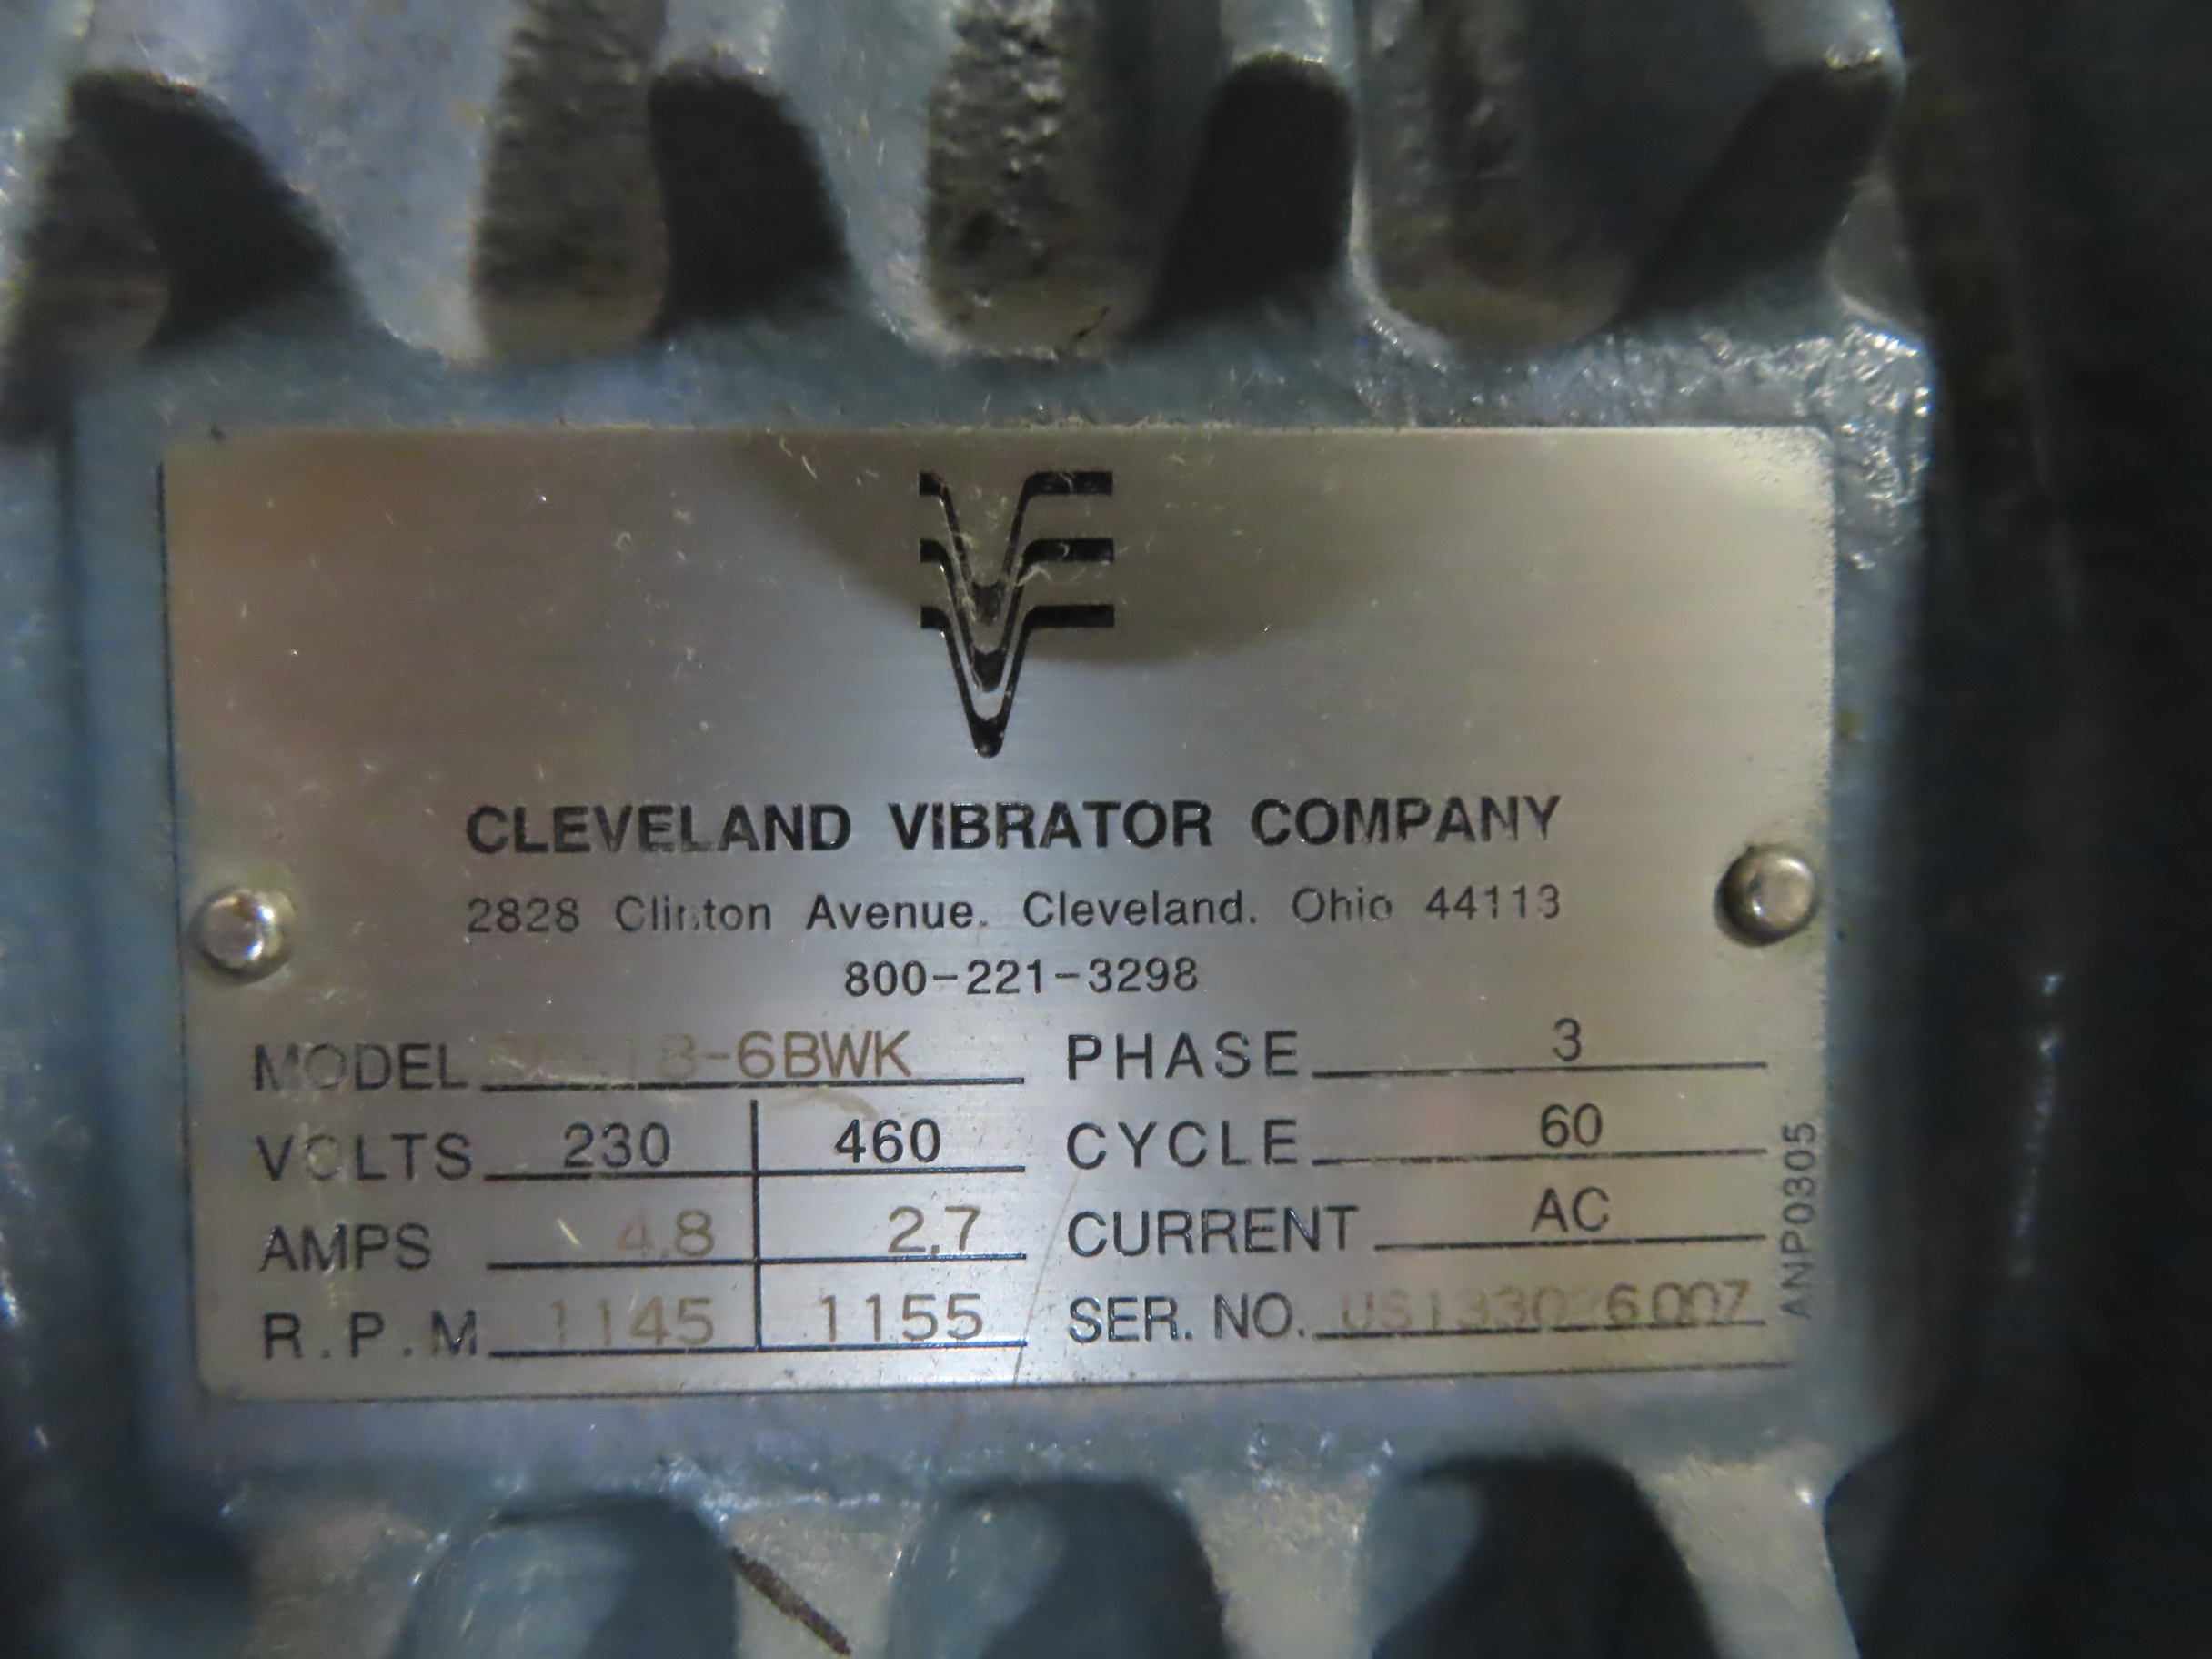 CLEVELAND VIBRATOR COMPANY
2828 Clinton Avenue. Cleveland. Ohio 44113
800-221-3298
MODEL
PHASE 3
VOLTS 230 460
CYCLE 60
AMPS 4.8 2.7
CURRENT AC
R.P.M 1145 1155
SER. NO.
ANP0305